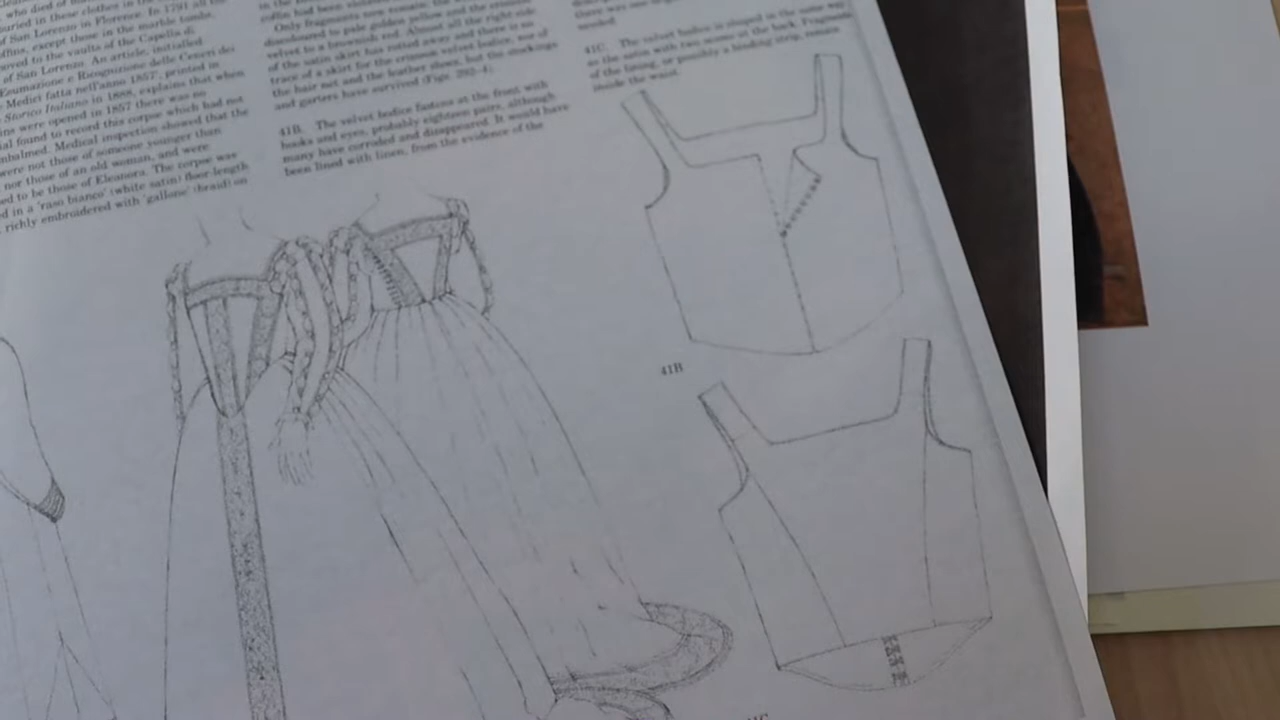 who died of
buried in these clothes in
of San Lorenzo. In 1791 all the
coffins, except those in the marble tombs,
moved to the vaults of the Capella di
of San Lorenzo. An article, initialled
Esumazione e Ricognizione delle Ceneri dei
Medici fatta nell'anno 1857', printed in
Storico Italiano in 1888, explains that when
were opened in 1857 there was no
found to record this corpse which had not
embalmed. Medical inspection showed that the
were not those of someone younger than
nor those of an old woman, and were
to be those of Eleanora. The corpse was
in a 'raso bianco' (white satin) floor-length
richly embroidered with 'gallone' (braid) on
coffin had been
Only fragments now remain, the
discoloured to pale golden yellow and the crimson
velvet to a brownish red. Almost all the right side
of the satin skirt has rotted away and there is no
trace of a skirt for the crimson velvet bodice, but
the hair net and the leather shoes, but the stockings
and garters have survived (Figs.
41B. The velvet bodice fastens at the front with
hooks and eyes, probably eighteen pairs, although
many have corroded and disappeared. It would have
been lined with linen, from the evidence of the
there was
needed.
41C. The velvet bodice is shaped in the same way
as the satin with two seams at the back. Fragments
of the lining, or possibly a binding strip, remain
inside the waist.
41B